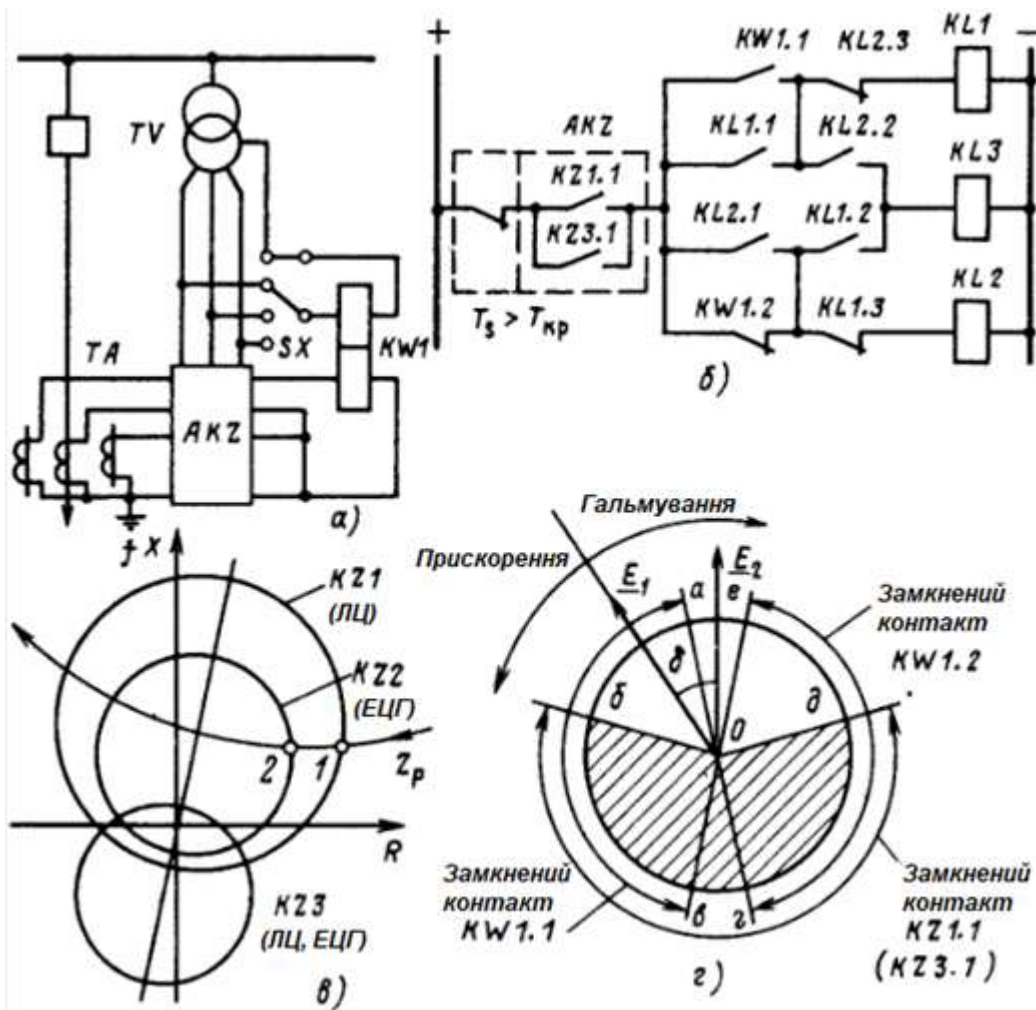 TV
TA
SX
KW1
AKZ
а)
+
–
KW1.1
KL2.3
KL1
AKZ
KL1.1
KL2.2
KZ1.1
KL3
KZ3.1
KL2.1
KL1.2
KL2
KW1.2
KL1.3
Ts > Tкр
б)
jX
KZ1
(ЛЦ)
KZ2
(ЕЦГ)
2
1
Zр
R
KZ3
(ЛЦ, ЕЦГ)
в)
Гальмування
Прискорення
E1
а
E2
е
δ
Замкнений
контакт
KW1.2
б
0
д
Замкнений
контакт
KW1.1
в
г
Замкнений
контакт
KZ1.1
(KZ3.1)
г)